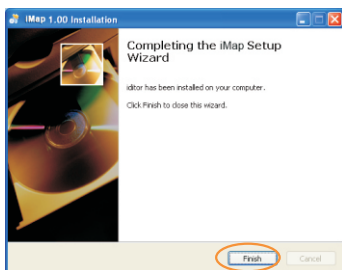 iMap 1.00 Installation
Completing the iMap Setup
Wizard
iditor has been installed on your computer.
Click Finish to close this wizard.
Finish
Cancel